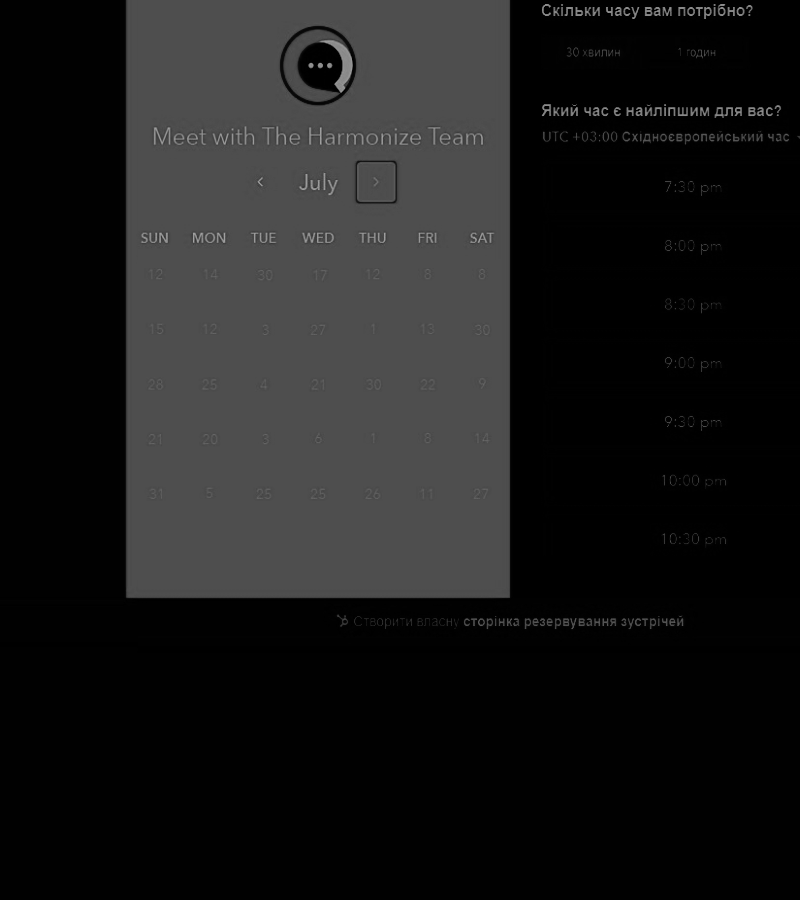 Meet with The Harmonize Team
July
SUN MON TUE WED THU FRI SAT
12 14 30 17 12 8 8
15 12 3 27 1 13 30
28 25 4 21 30 22 9
21 20 3 6 1 8 14
31 5 25 25 26 11 27
Скільки часу вам потрібно?
30 хвилин 1 годин
Який час є найліпшим для вас?
UTC +03:00 Східноєвропейський час
7:30 pm
8:00 pm
8:30 pm
9:00 pm
9:30 pm
10:00 pm
10:30 pm
Створити власну сторінка резервування зустрічей